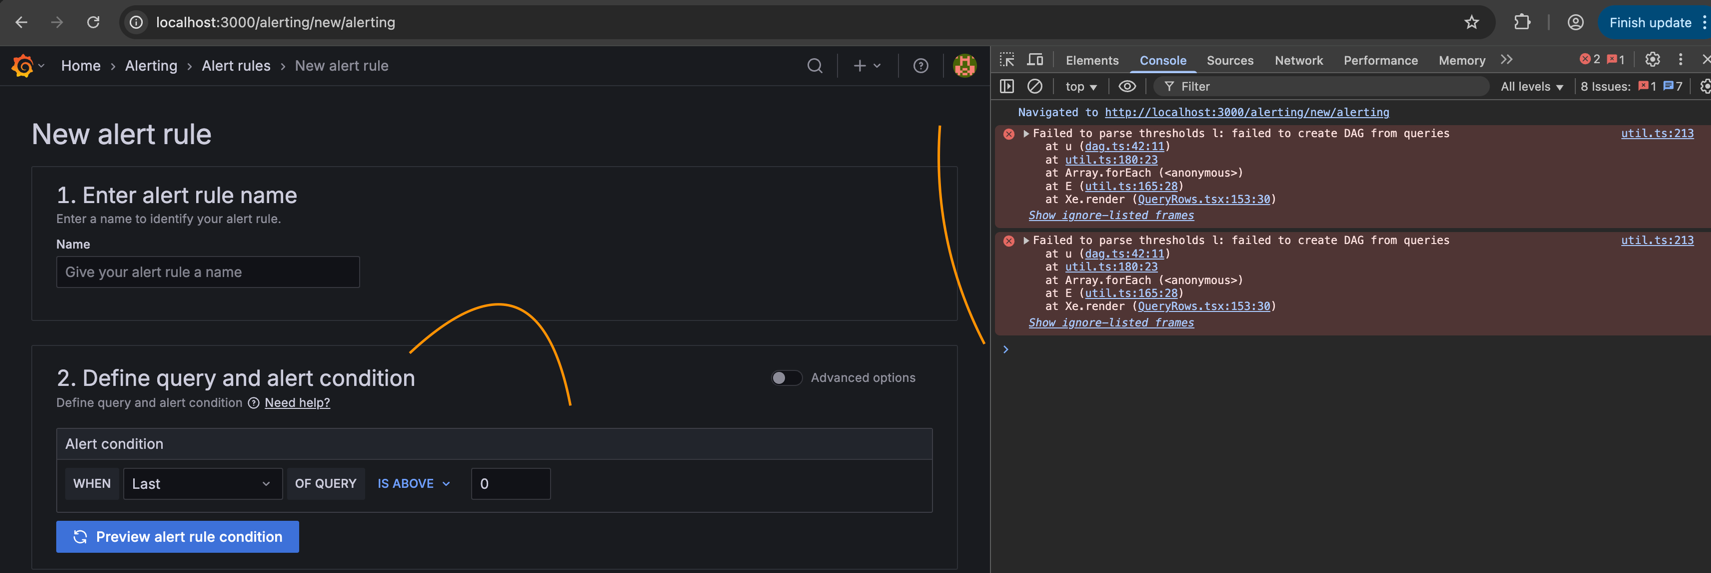 localhost:3000/alerting/new/alerting
Finish update
Home › Alerting › Alert rules › New alert rule
New alert rule
1. Enter alert rule name
Enter a name to identify your alert rule.
Name
Give your alert rule a name
2. Define query and alert condition
Advanced options
Define query and alert condition Need help?
Alert condition
WHEN Last OF QUERY IS ABOVE 0
Preview alert rule condition
Elements Console Sources Network Performance Memory 2 1
top Filter All levels 8 Issues: 1 7
Navigated to http://localhost:3000/alerting/new/alerting
Failed to parse thresholds l: failed to create DAG from queries util.ts:213
at u (dag.ts:42:11)
at util.ts:180:23
at Array.forEach (<anonymous>)
at E (util.ts:165:28)
at Xe.render (QueryRows.tsx:153:30)
Show ignore-listed frames
Failed to parse thresholds l: failed to create DAG from queries util.ts:213
at u (dag.ts:42:11)
at util.ts:180:23
at Array.forEach (<anonymous>)
at E (util.ts:165:28)
at Xe.render (QueryRows.tsx:153:30)
Show ignore-listed frames